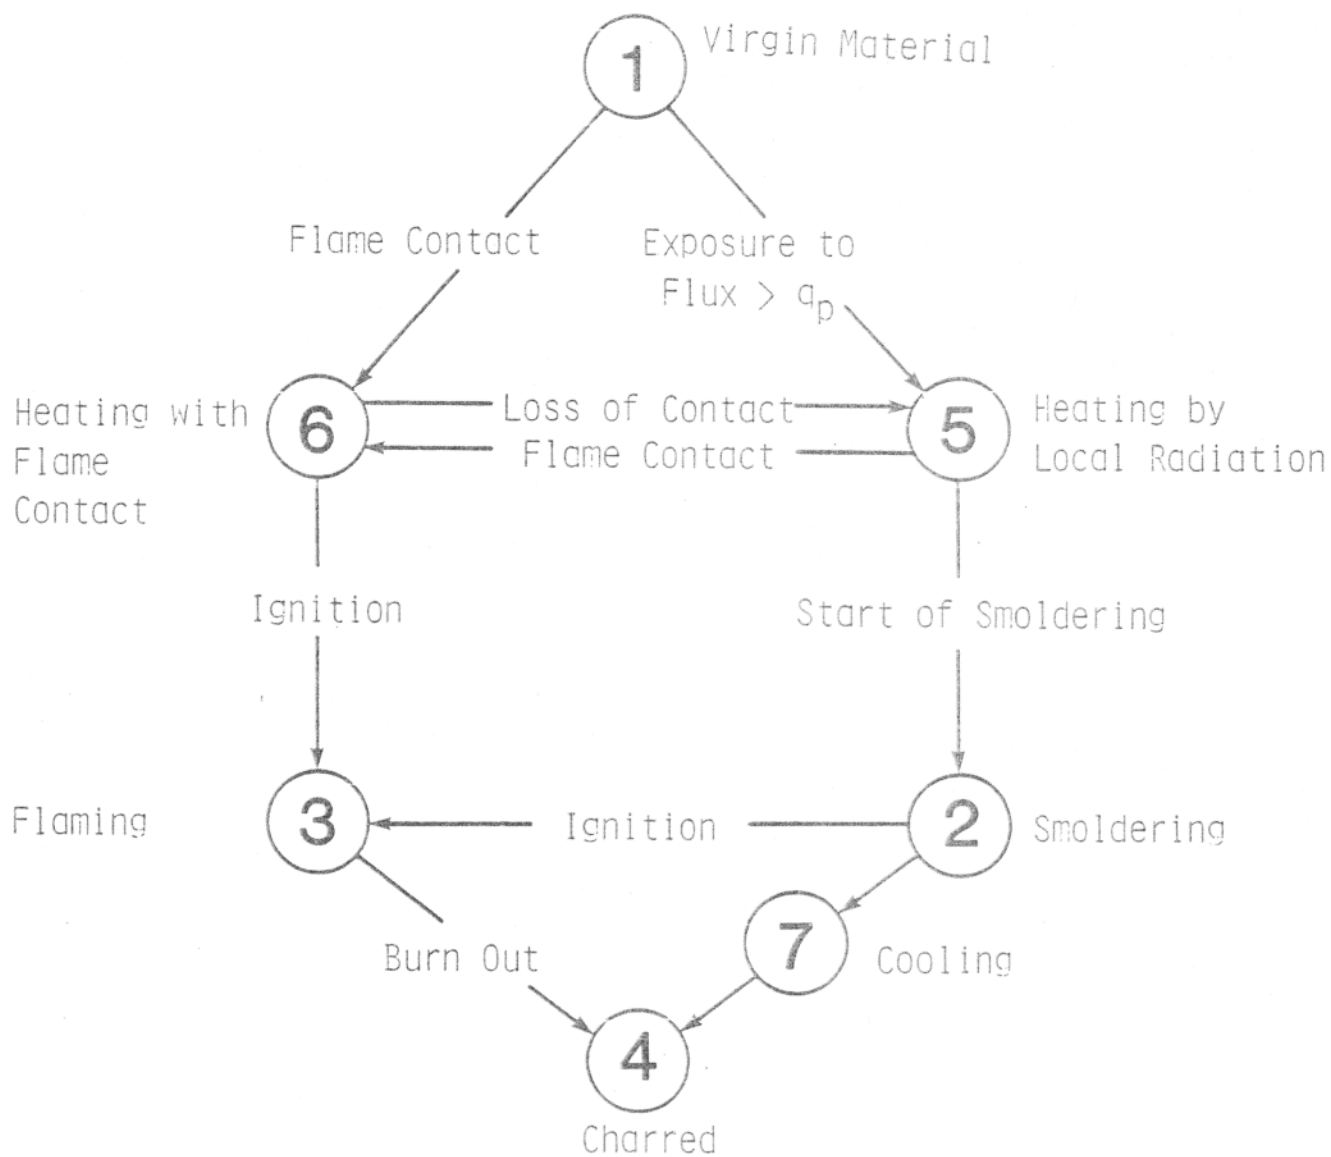 1
Virgin Material
Flame Contact
Exposure to
Flux > qp
6
Heating with
Flame
Contact
Loss of Contact
Flame Contact
5
Heating by
Local Radiation
Ignition
Start of Smoldering
Flaming
3
Ignition
2
Smoldering
7
Cooling
Burn Out
4
Charred